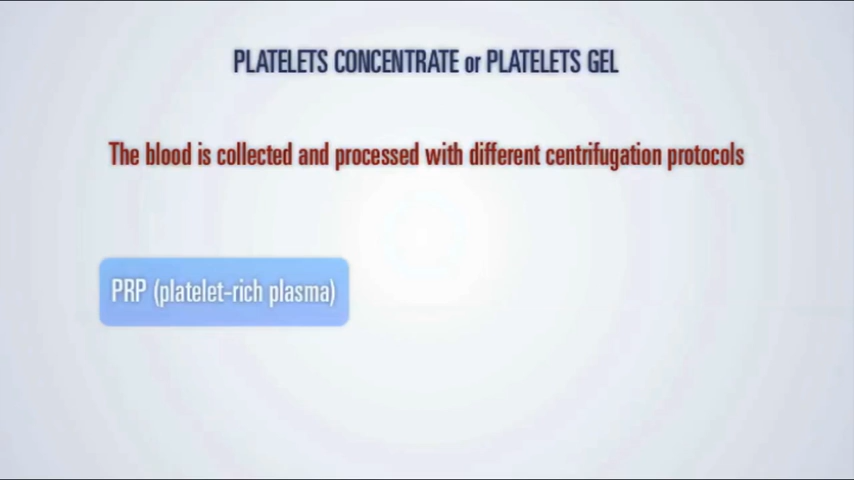 PLATELETS CONCENTRATE or PLATELETS GEL
The blood is collected and processed with different centrifugation protocols
PRP (platelet-rich plasma)